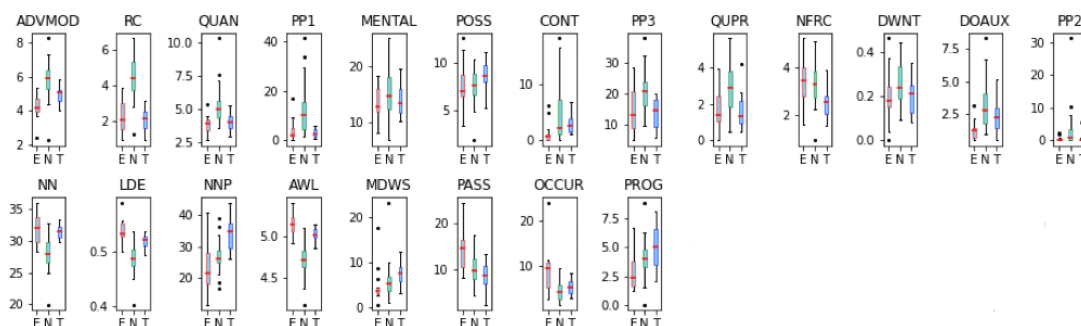 ADVMOD RC QUAN PP1 MENTAL POSS CONT PP3 QUPR NFRC DWNT DOAUX PP2
8 6 4 2
6 4 2
10.0 7.5 5.0 2.5
40 20 0
20 10
10 5
10 0
30 20 10
4 2 0
4 2
0.4 0.2 0.0
7.5 5.0 2.5
30 20 10 0
E N T E N T E N T E N T E N T E N T E N T E N T E N T E N T E N T E N T E N T
NN LDE NNP AWL MDWS PASS OCCUR PROG
35 30 25 20
0.5 0.4
40 30 20
5.0 4.5
20 10 0
20 10
20 10
7.5 5.0 2.5 0.0
E N T E N T E N T E N T E N T E N T E N T E N T